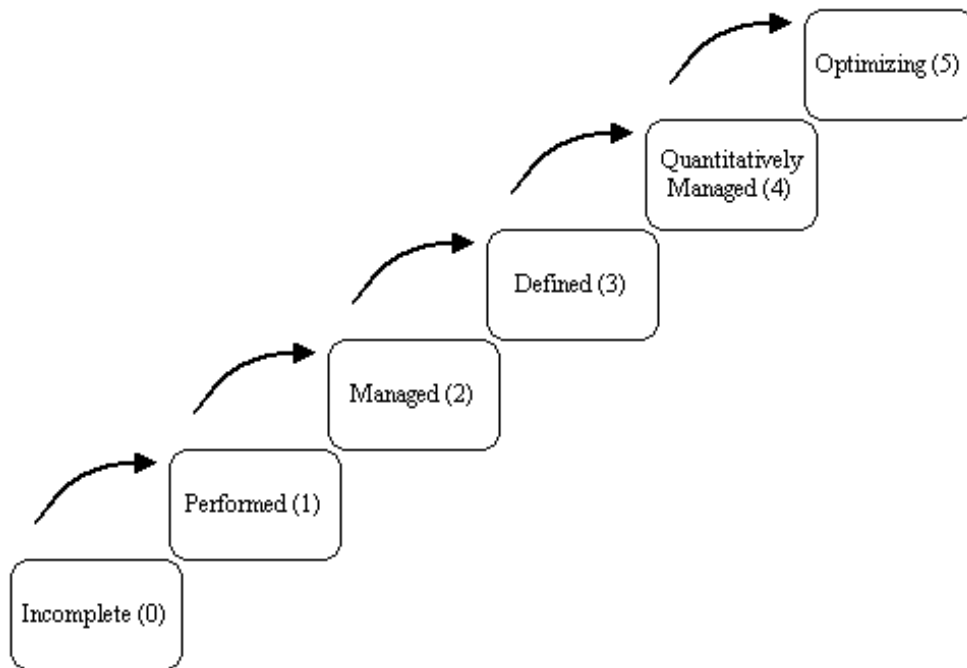 Optimizing (5)
Quantitatively
Managed (4)
Defined (3)
Managed (2)
Performed (1)
Incomplete (0)